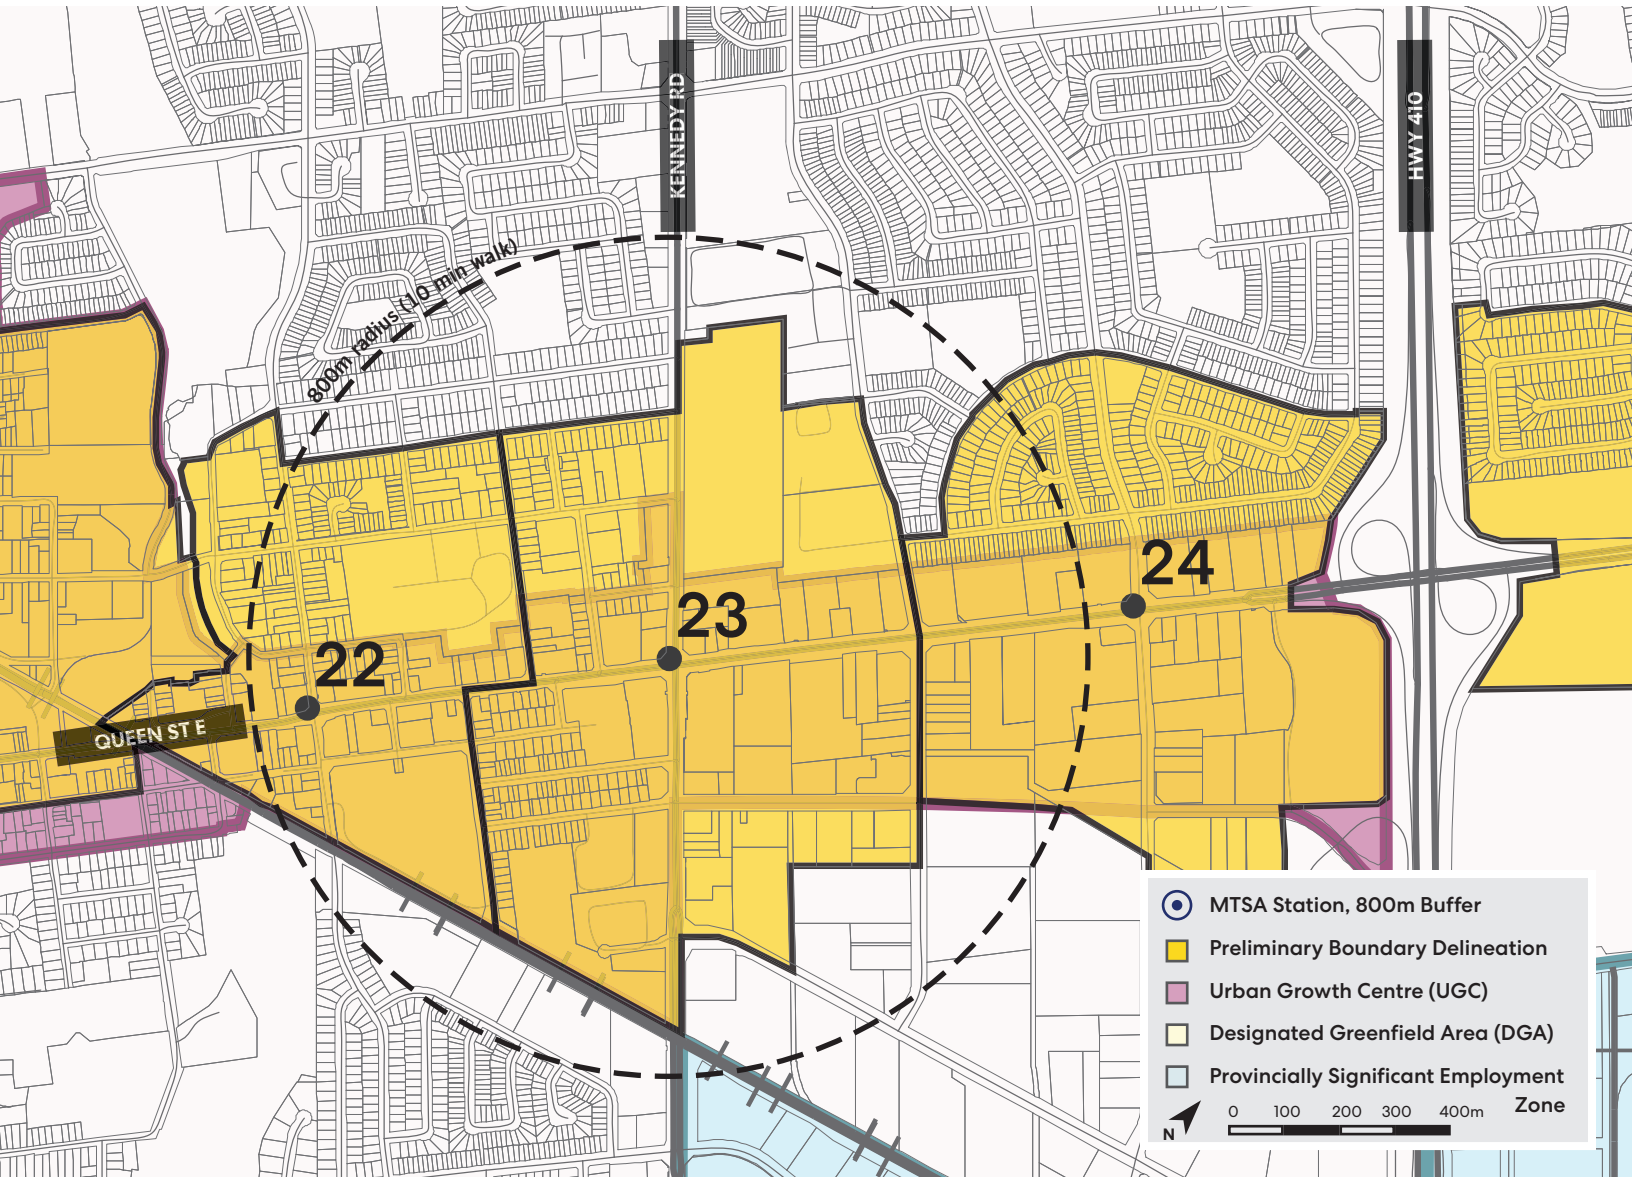 KENNEDY RD
HWY 410
800m radius (10 min walk)
24
23
22
QUEEN ST E
MTSA Station, 800m Buffer
Preliminary Boundary Delineation
Urban Growth Centre (UGC)
Designated Greenfield Area (DGA)
Provincially Significant Employment
Zone
0 100 200 300 400m
N